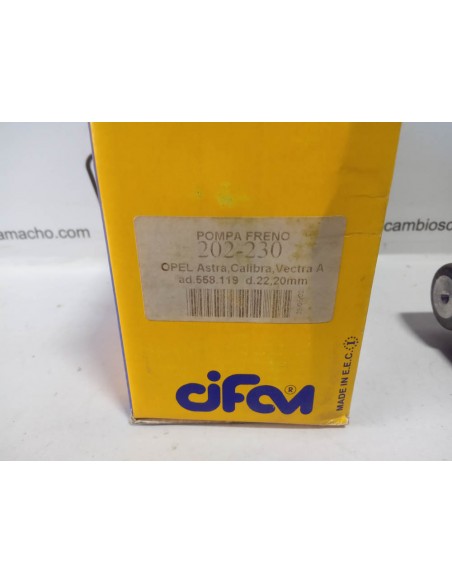 amacho.com
cambiosc
POMPA FRENO
202-230
OPEL Astra,Calibra,Vectra A
ad.558.119 d.22,20mm
CIFAM ®
MADE IN E.E.C.